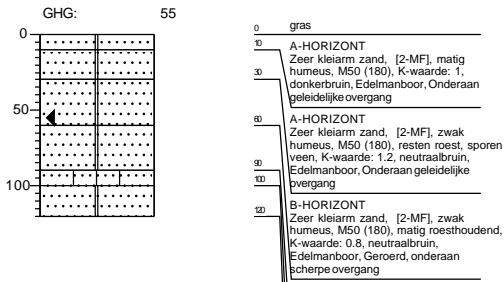 GHG: 55
0
50
100
0
10
30
60
90
100
120
gras
A-HORIZONT
Zeer kleiarm zand, [2-MF], matig
humeus, M50 (180), K-waarde: 1,
donkerbruin, Edelmanboor, Onderaan
geleidelijke overgang
A-HORIZONT
Zeer kleiarm zand, [2-MF], zwak
humeus, M50 (180), resten roest, sporen
veen, K-waarde: 1.2, neutraalbruin,
Edelmanboor, Onderaan geleidelijke
overgang
B-HORIZONT
Zeer kleiarm zand, [2-MF], zwak
humeus, M50 (180), matig roesthoudend,
K-waarde: 0.8, neutraalbruin,
Edelmanboor, Geroerd, onderaan
scherpe overgang